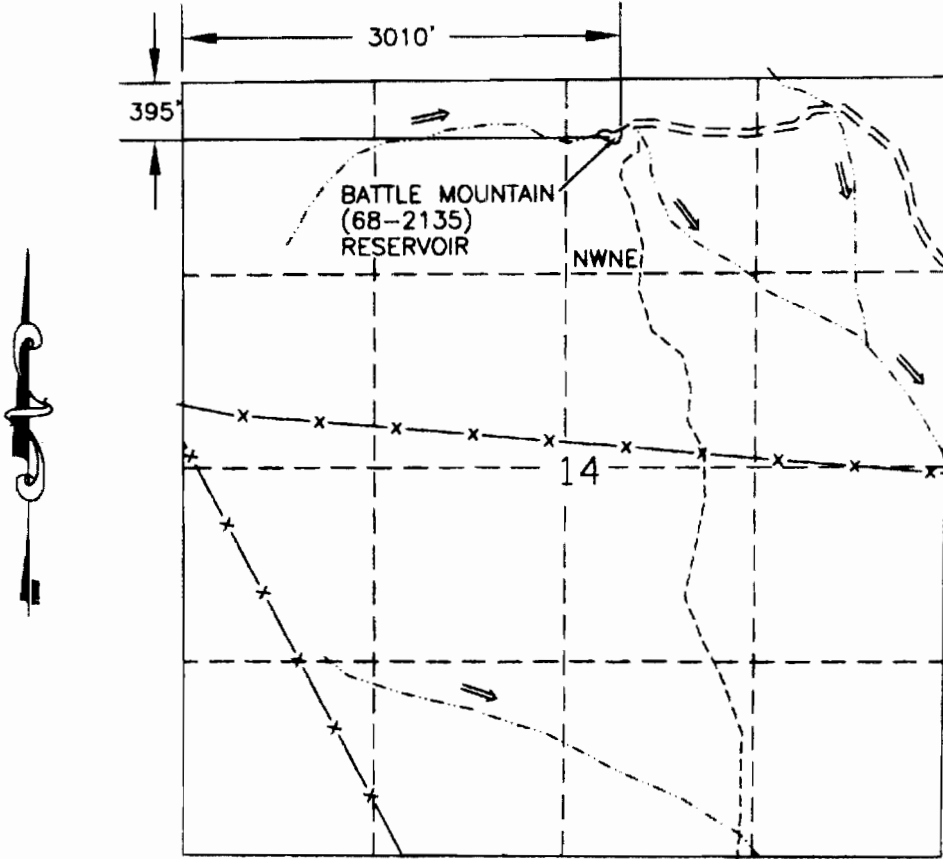 3010'
395'
BATTLE MOUNTAIN
(68-2135)
RESERVOIR
NWNE
14